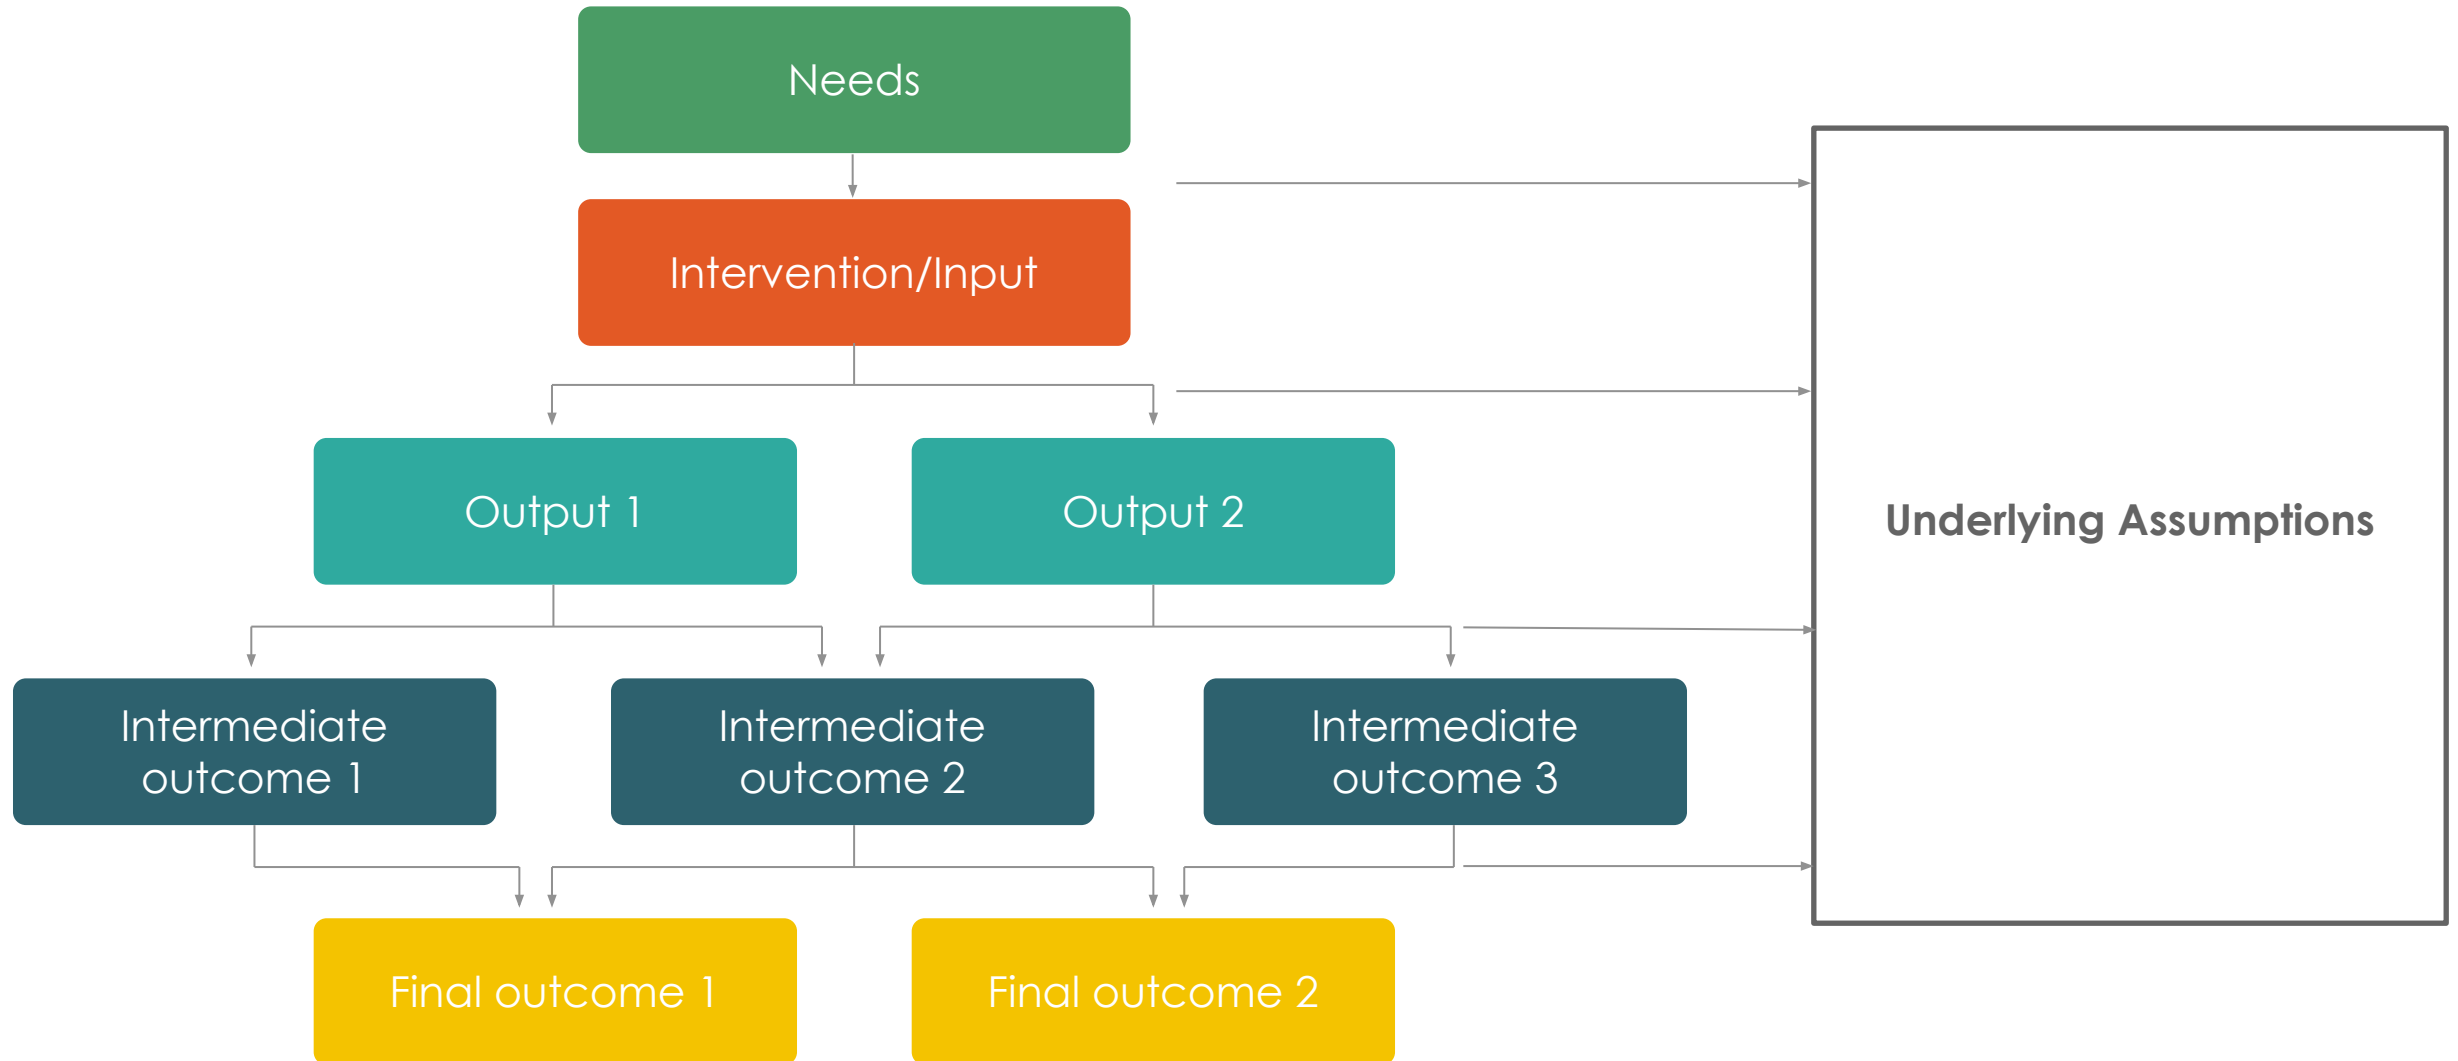 Needs
Intervention/Input
Output 1
Output 2
Underlying Assumptions
Intermediate
outcome 1
Intermediate
outcome 2
Intermediate
outcome 3
Final outcome 1
Final outcome 2